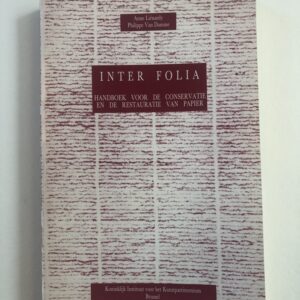 Anne Liénardy
Philippe Van Damme
INTER FOLIA
HANDBOEK VOOR DE CONSERVATIE
EN DE RESTAURATIE VAN PAPIER
Koninklijk Instituut voor het Kunstpatrimonium
Brussel